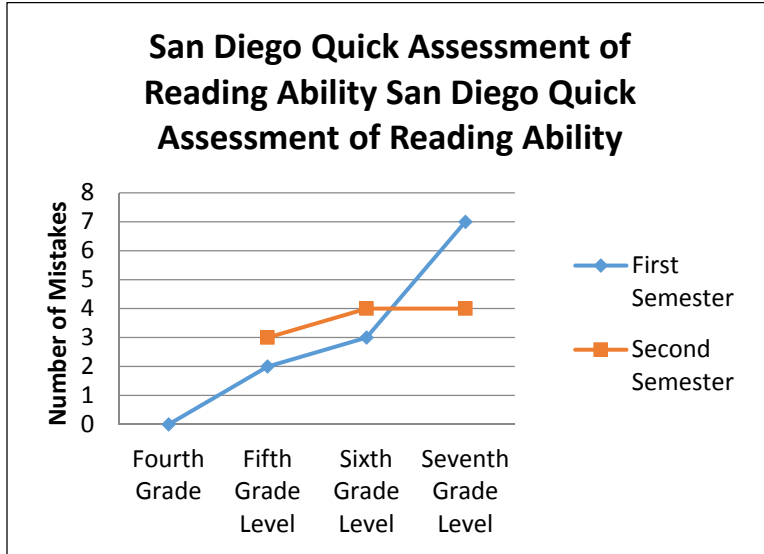 San Diego Quick Assessment of
Reading Ability San Diego Quick
Assessment of Reading Ability
Number of Mistakes
8
7
6
5
4
3
2
1
0
Fourth
Grade
Fifth
Grade
Level
Sixth
Grade
Level
Seventh
Grade
Level
First
Semester
Second
Semester